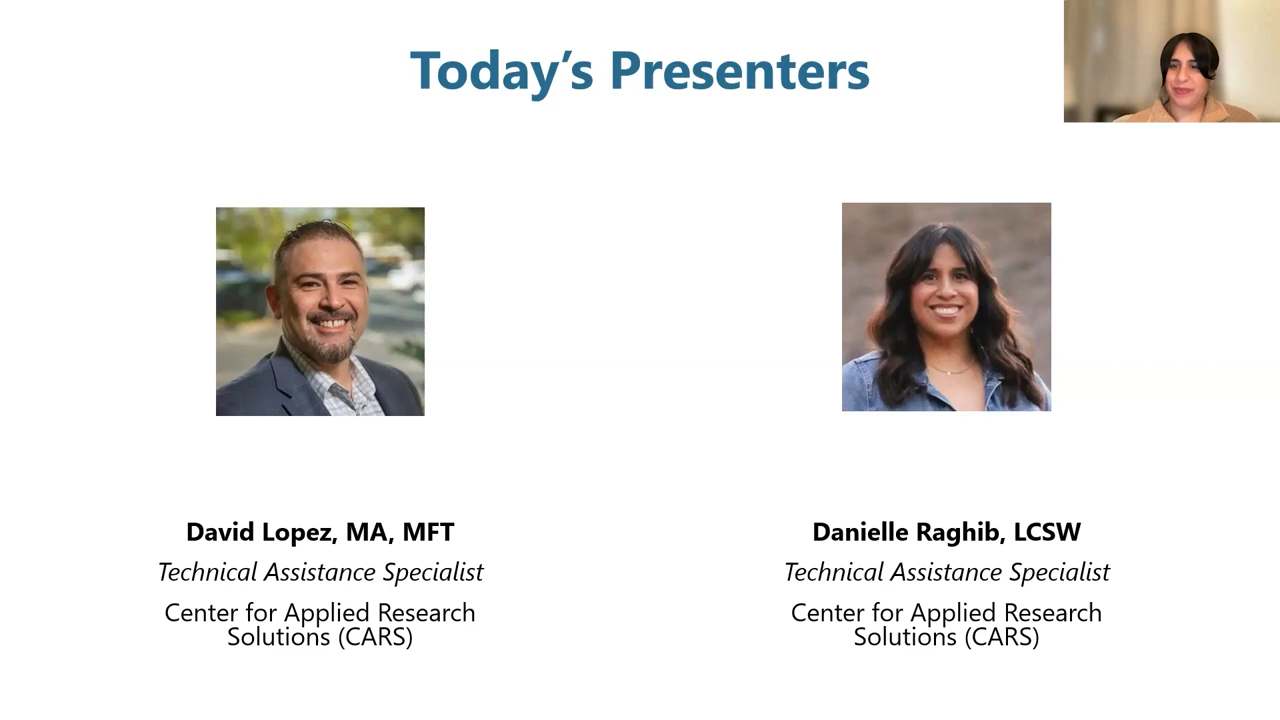 Today’s Presenters
David Lopez, MA, MFT
Technical Assistance Specialist
Center for Applied Research
Solutions (CARS)
Danielle Raghib, LCSW
Technical Assistance Specialist
Center for Applied Research
Solutions (CARS)